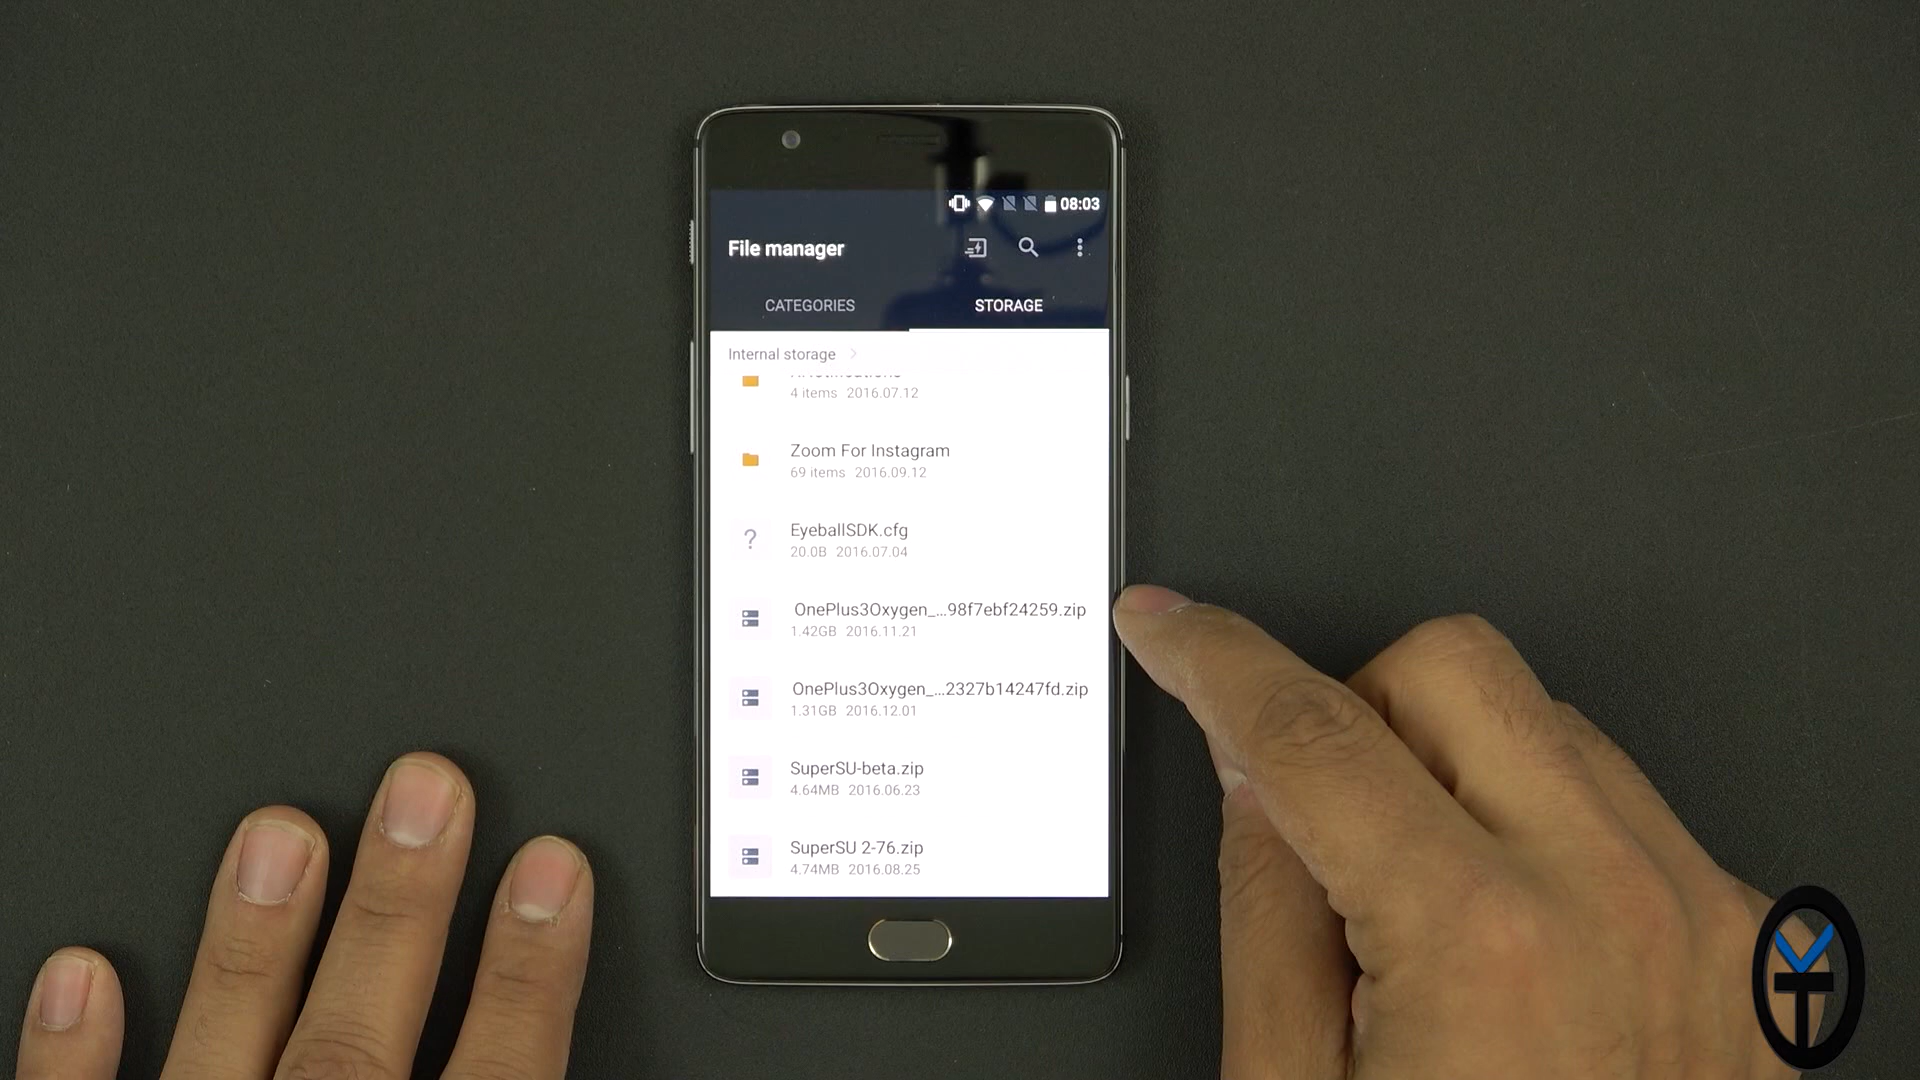 08:03
File manager
CATEGORIES STORAGE
Internal storage
4 items 2016.07.12
Zoom For Instagram
69 items 2016.09.12
?
EyeballSDK.cfg
20.0B 2016.07.04
OnePlus3Oxygen_...98f7ebf24259.zip
1.42GB 2016.11.21
OnePlus3Oxygen_...2327b14247fd.zip
1.31GB 2016.12.01
SuperSU-beta.zip
4.64MB 2016.06.23
SuperSU 2-76.zip
4.74MB 2016.08.25